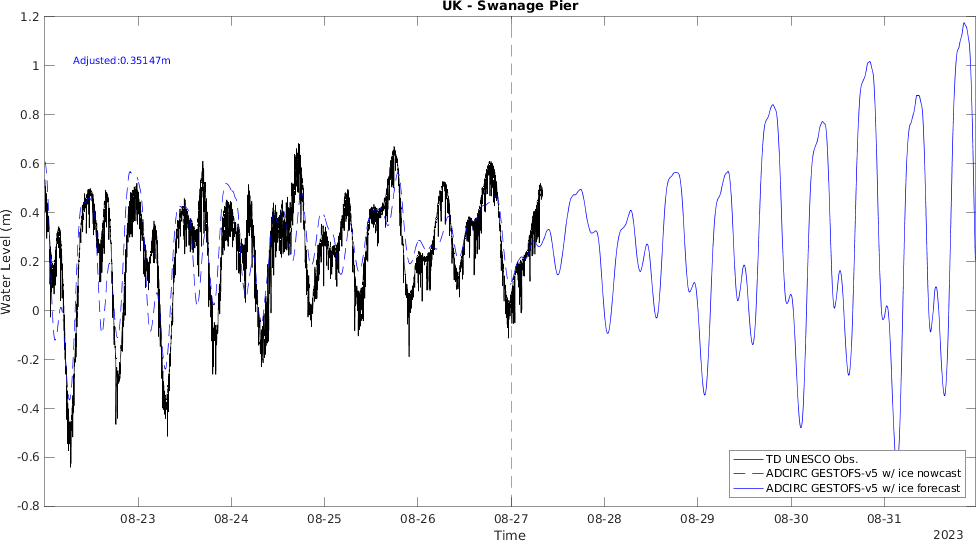 UK - Swanage Pier
1.2
1
0.8
0.6
0.4
0.2
0
-0.2
-0.4
-0.6
-0.8
Water Level (m)
Adjusted:0.35147m
TD UNESCO Obs.
ADCIRC GESTOFS-v5 w/ ice nowcast
ADCIRC GESTOFS-v5 w/ ice forecast
08-23 08-24 08-25 08-26 08-27 08-28 08-29 08-30 08-31
Time
2023